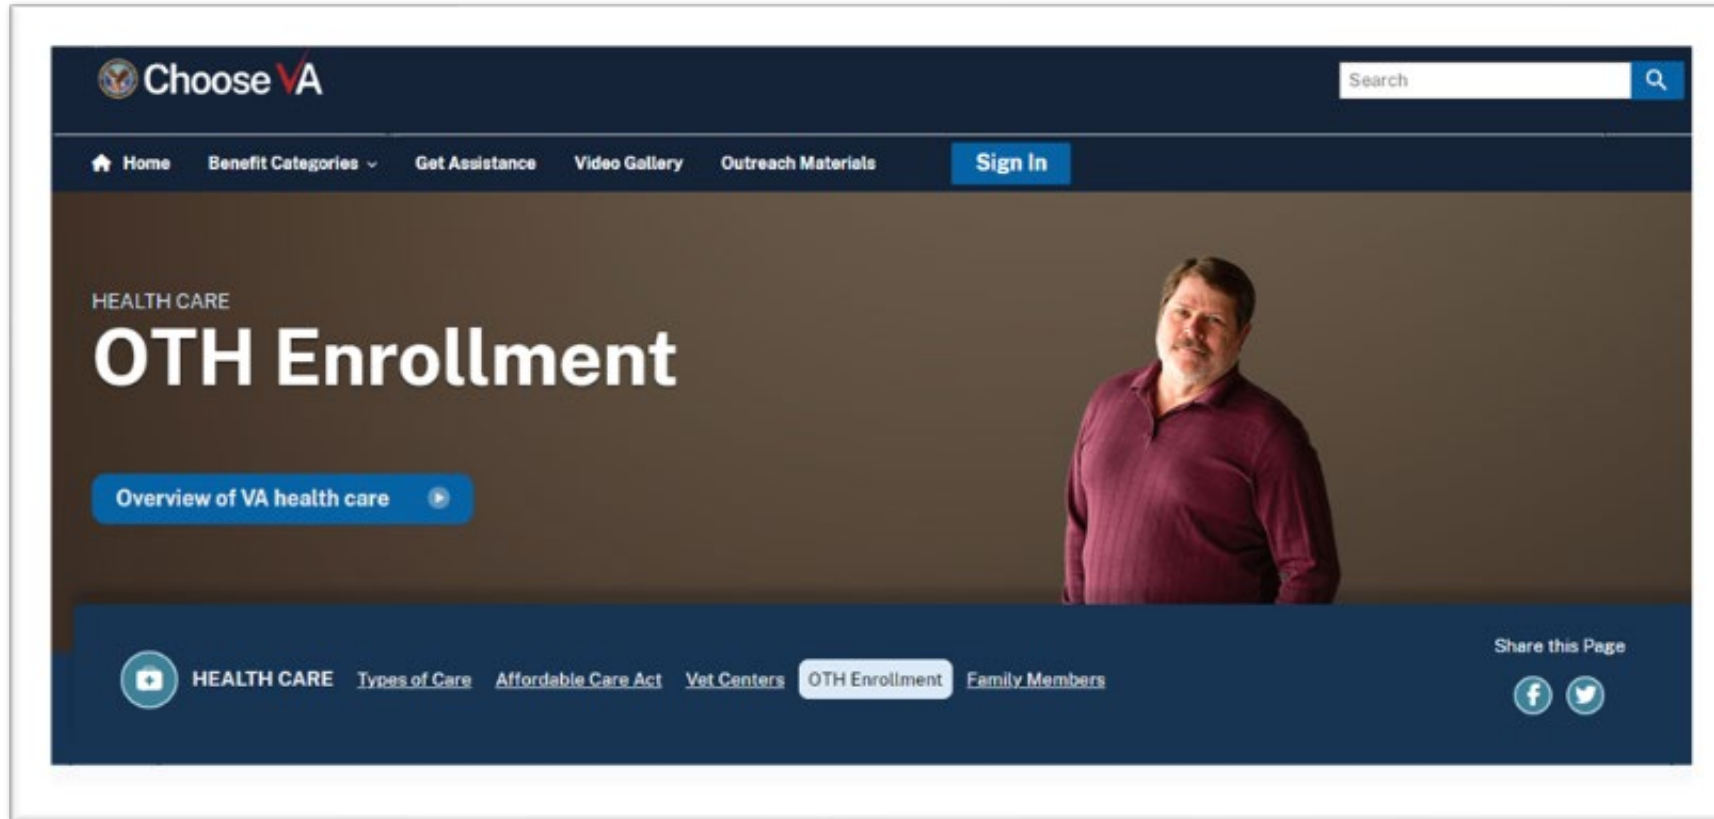 Choose VA
Search
Home Benefit Categories Get Assistance Video Gallery Outreach Materials Sign In
HEALTH CARE
OTH Enrollment
Overview of VA health care
Share this Page
HEALTH CARE Types of Care Affordable Care Act Vet Centers OTH Enrollment Family Members